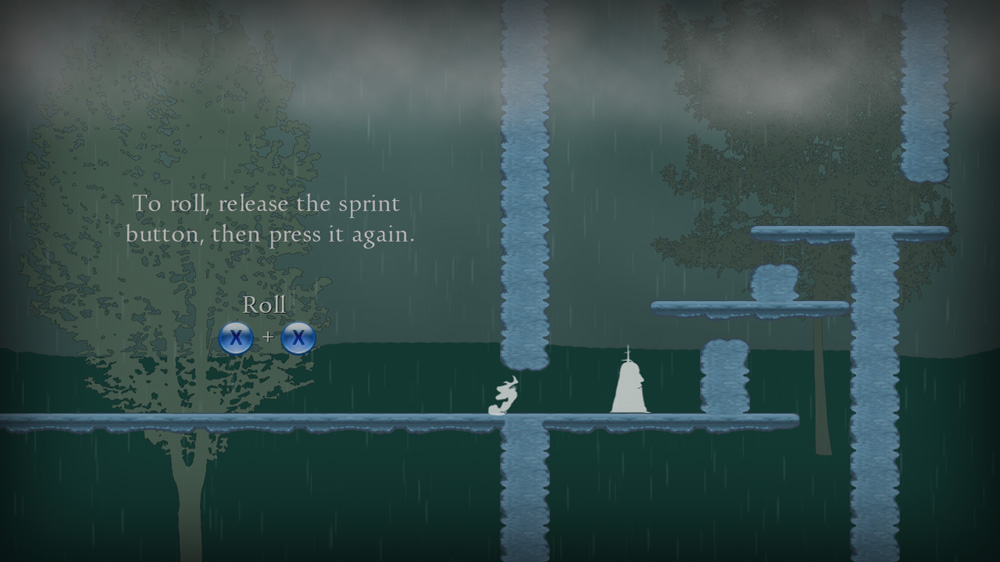 To roll, release the sprint
button, then press it again.
Roll
X + X